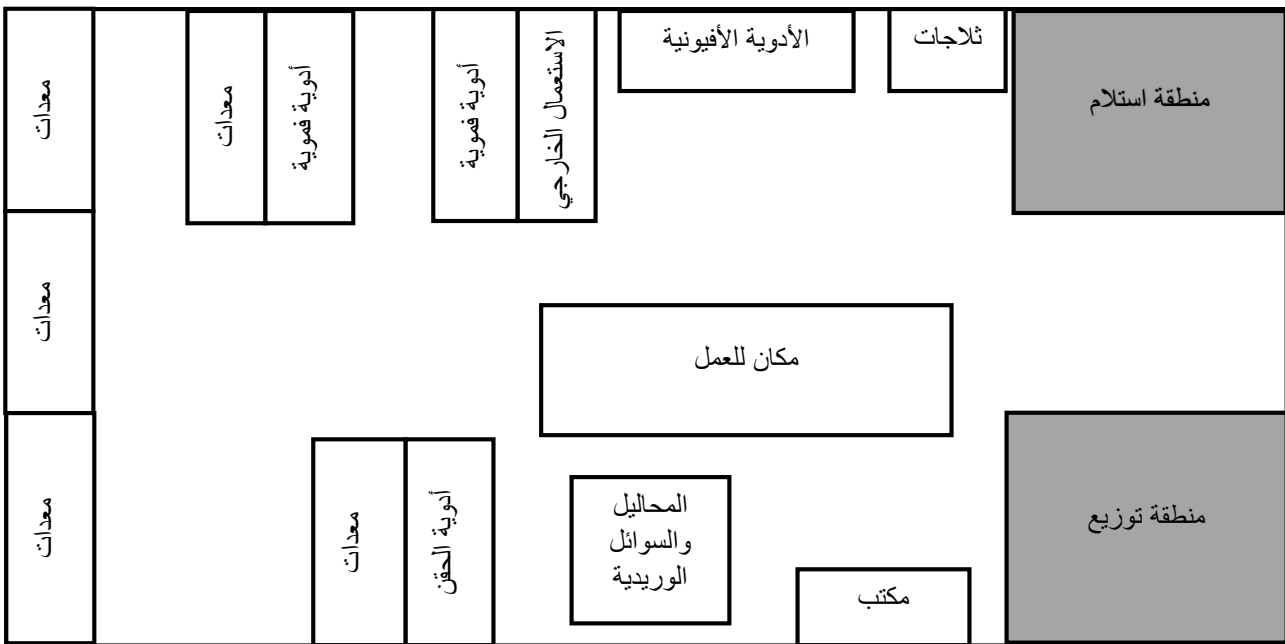 منطقة استلام
ثلاجات
الأدوية الأفيونية
الاستعمال الخارجي
أدوية فموية
أدوية فموية
معدات
معدات
معدات
مكان للعمل
منطقة توزيع
مكتب
المحاليل
والسوائل
الوريدية
أدوية الحقن
معدات
معدات